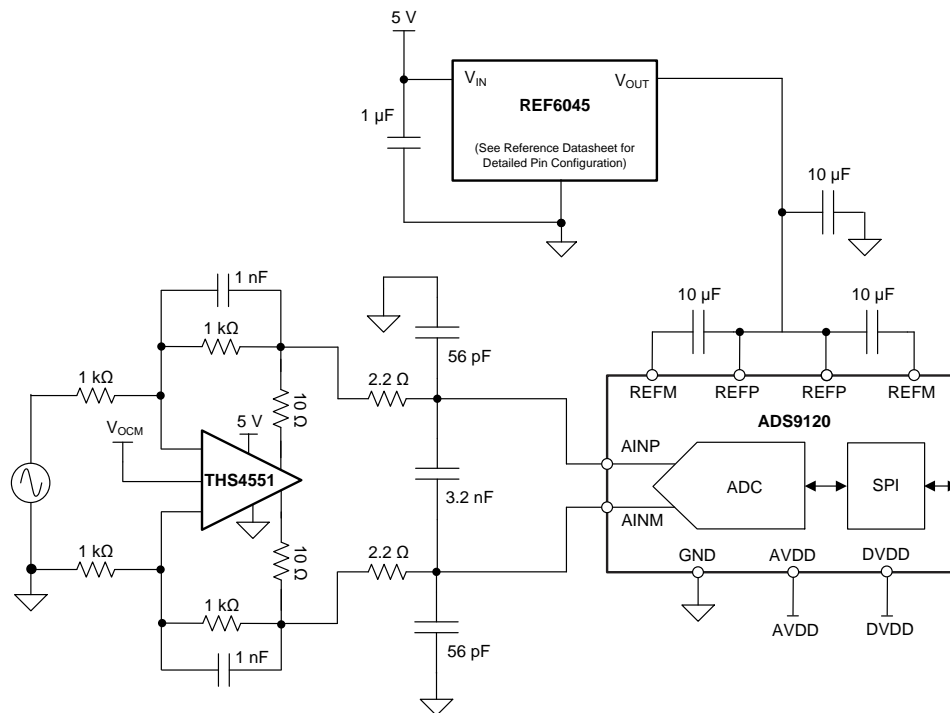 5 V
V_IN
V_OUT
REF6045
1 µF
(See Reference Datasheet for
Detailed Pin Configuration)
10 µF
1 nF
10 µF
10 µF
1 kΩ
56 pF
2.2 Ω
1 kΩ
REFM
REFP
REFP
REFM
10 Ω
ADS9120
V_OCM
5 V
AINP
THS4551
ADC
SPI
3.2 nF
AINM
1 kΩ
10 Ω
2.2 Ω
GND
AVDD
DVDD
1 kΩ
56 pF
AVDD
DVDD
1 nF